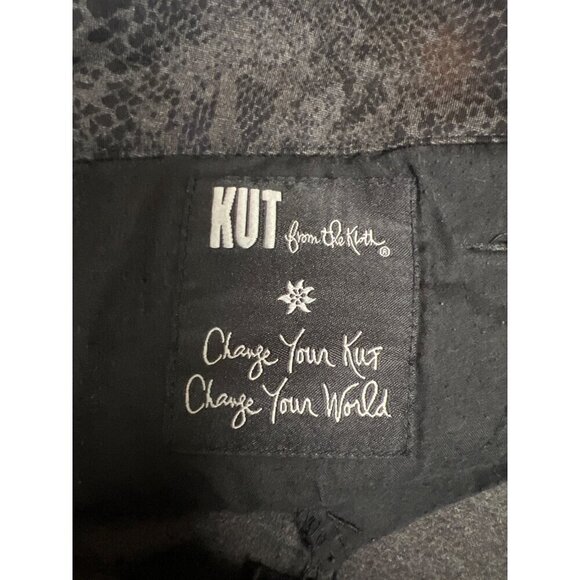 KUT from the Kloth®
Change Your Kut
Change Your World